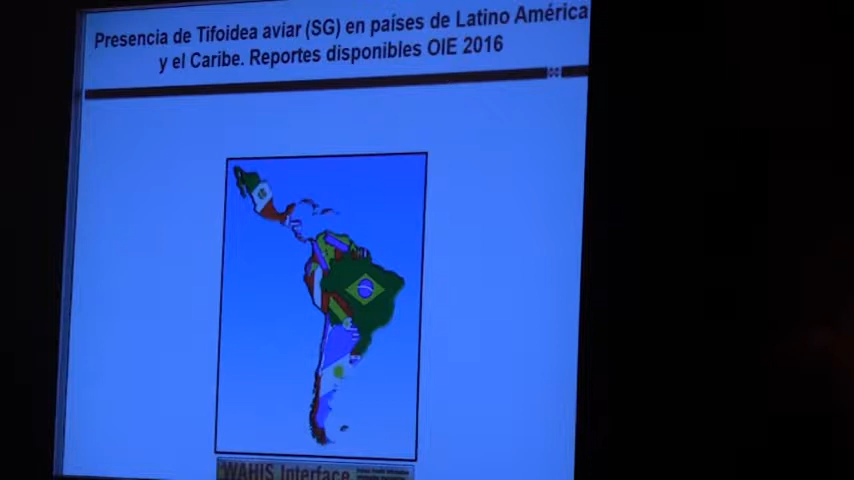 Presencia de Tifoidea aviar (SG) en países de Latino América
y el Caribe. Reportes disponibles OIE 2016
WAHIS Interface